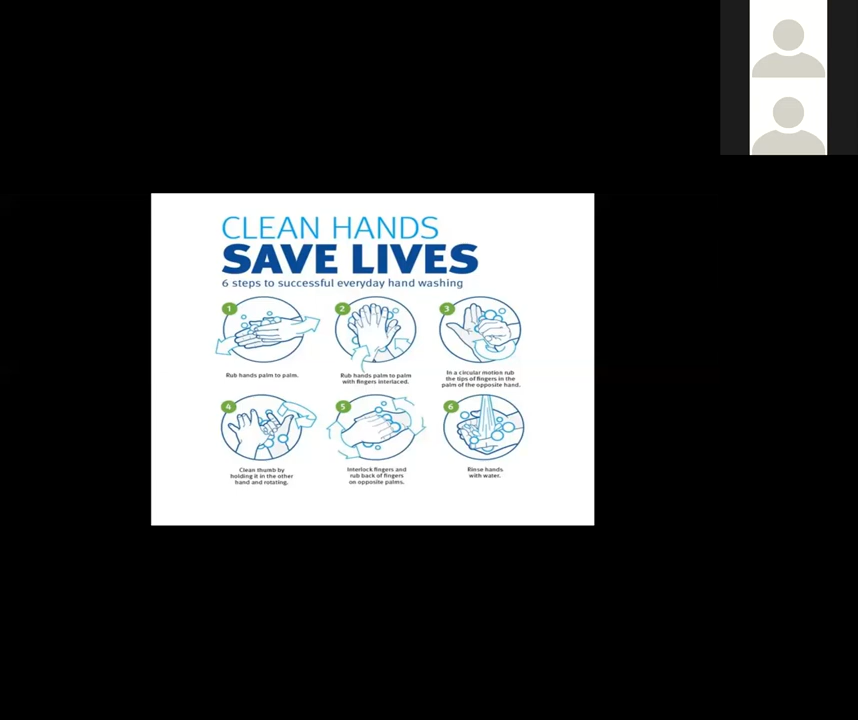 CLEAN HANDS
SAVE LIVES
6 steps to successful everyday hand washing
1
Rub hands palm to palm.
2
Rub hands palm to palm
with fingers interlaced.
3
In a circular motion rub
the tips of fingers in the
palm of the opposite hand.
4
Clean thumb by
holding it in the other
hand and rotating.
5
Interlock fingers and
rub back of fingers
on opposite palms.
6
Rinse hands
with water.